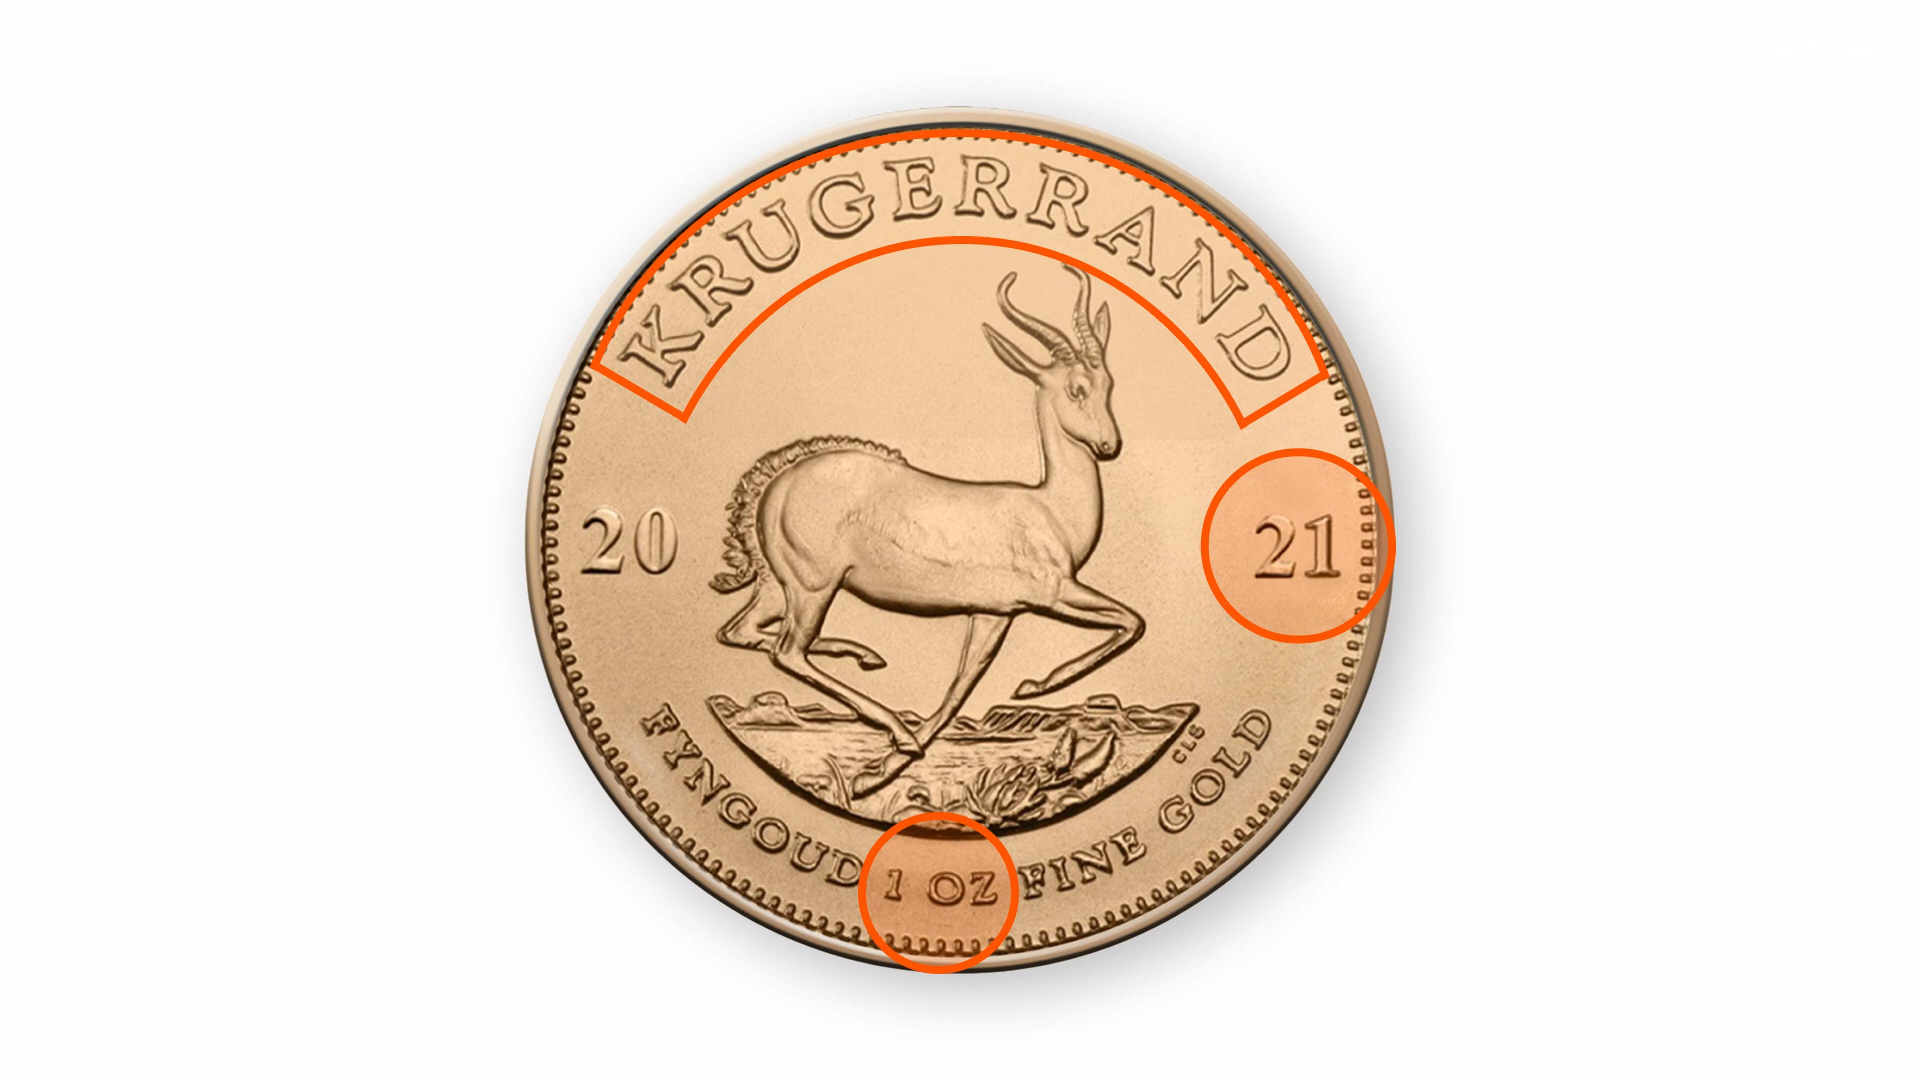 KRUGERRAND
20 21
FYNGOUD 1 OZ FINE GOLD
CLS